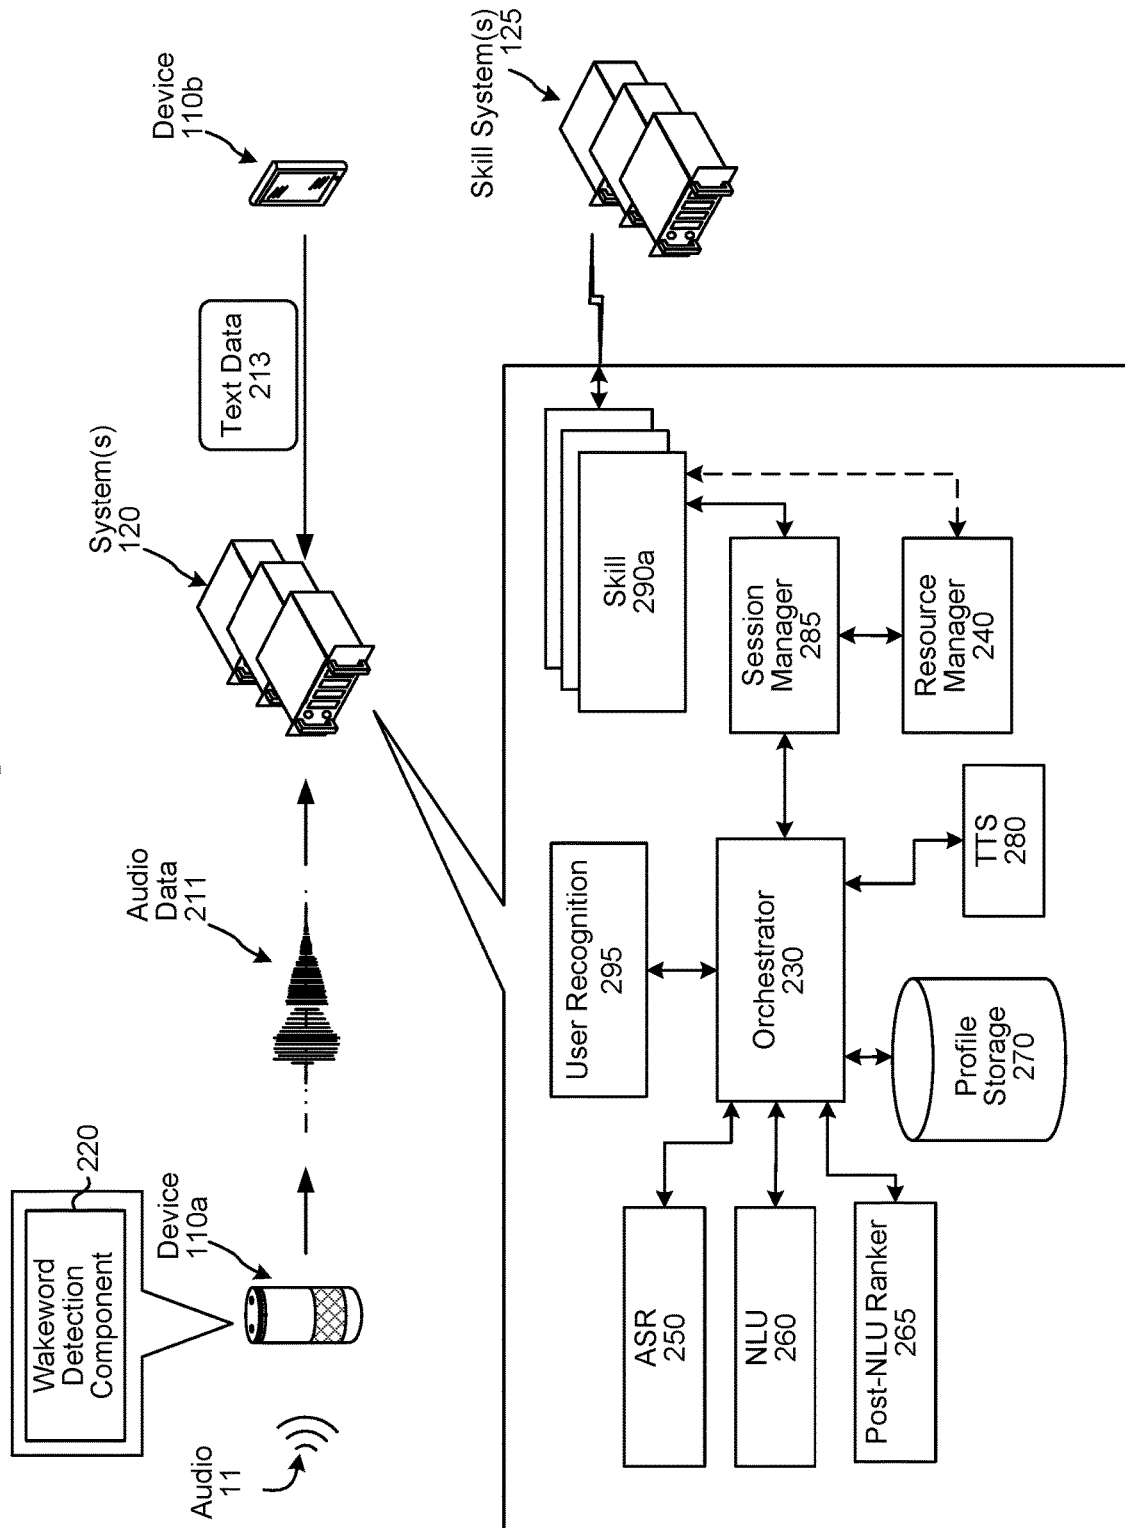 Wakeword
Detection
Component
220
Audio
11
Device
110a
Audio
Data
211
System(s)
120
Text Data
213
Device
110b
Skill System(s)
125
ASR
250
NLU
260
Post-NLU Ranker
265
User Recognition
295
Orchestrator
230
Profile
Storage
270
TTS
280
Skill
290a
Session
Manager
285
Resource
Manager
240